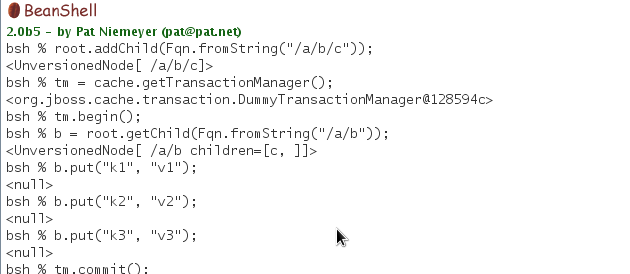 BeanShell
2.0b5 - by Pat Niemeyer (pat@pat.net)
bsh % root.addChild(Fqn.fromString("/a/b/c"));
<UnversionedNode[ /a/b/c]>
bsh % tm = cache.getTransactionManager();
<org.jboss.cache.transaction.DummyTransactionManager@128594c>
bsh % tm.begin();
bsh % b = root.getChild(Fqn.fromString("/a/b"));
<UnversionedNode[ /a/b children=[c, ]]>
bsh % b.put("k1", "v1");
<null>
bsh % b.put("k2", "v2");
<null>
bsh % b.put("k3", "v3");
<null>
bsh % tm.commit();